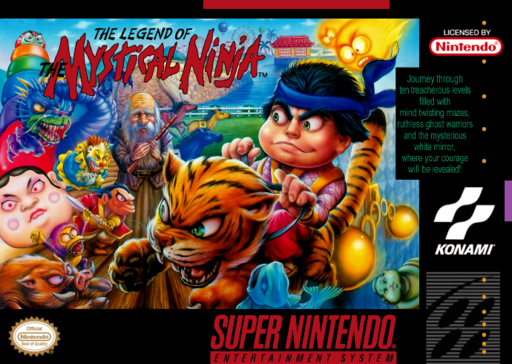 THE LEGEND OF
THE MYSTICAL NINJA™
LICENSED BY
Nintendo®
Journey through
ten treacherous levels
filled with
mind twisting mazes,
ruthless ghost warriors
and the mysterious
white mirror,
where your courage
will be revealed!
KONAMI®
Official
Nintendo
Seal of Quality
SUPER NINTENDO®
ENTERTAINMENT SYSTEM